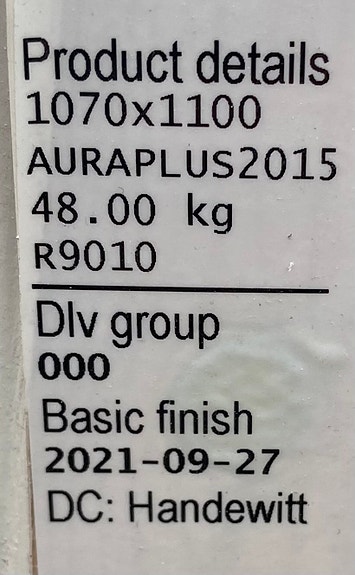 Product details
1070x1100
AURAPLUS2015
48.00 kg
R9010
Dlv group
000
Basic finish
2021-09-27
DC: Handewitt